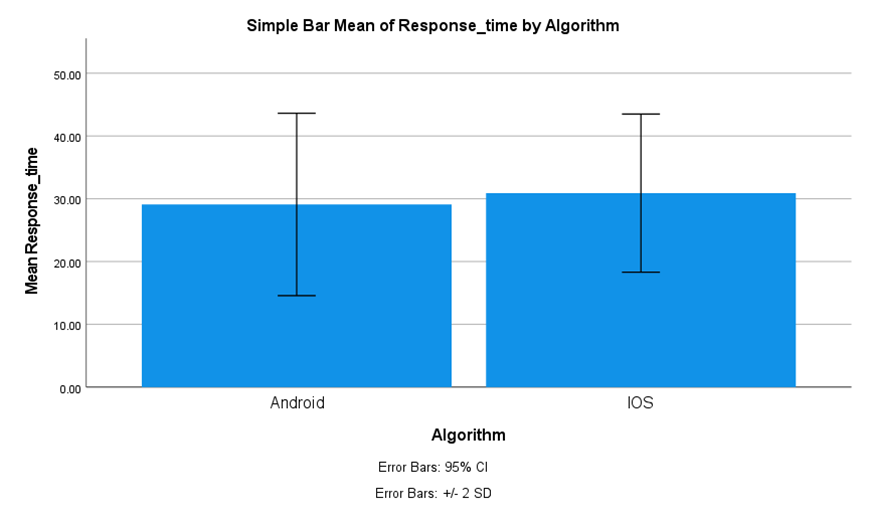 Simple Bar Mean of Response_time by Algorithm
Mean Response_time
50.00
40.00
30.00
20.00
10.00
0.00
Android IOS
Algorithm
Error Bars: 95% CI
Error Bars: +/- 2 SD